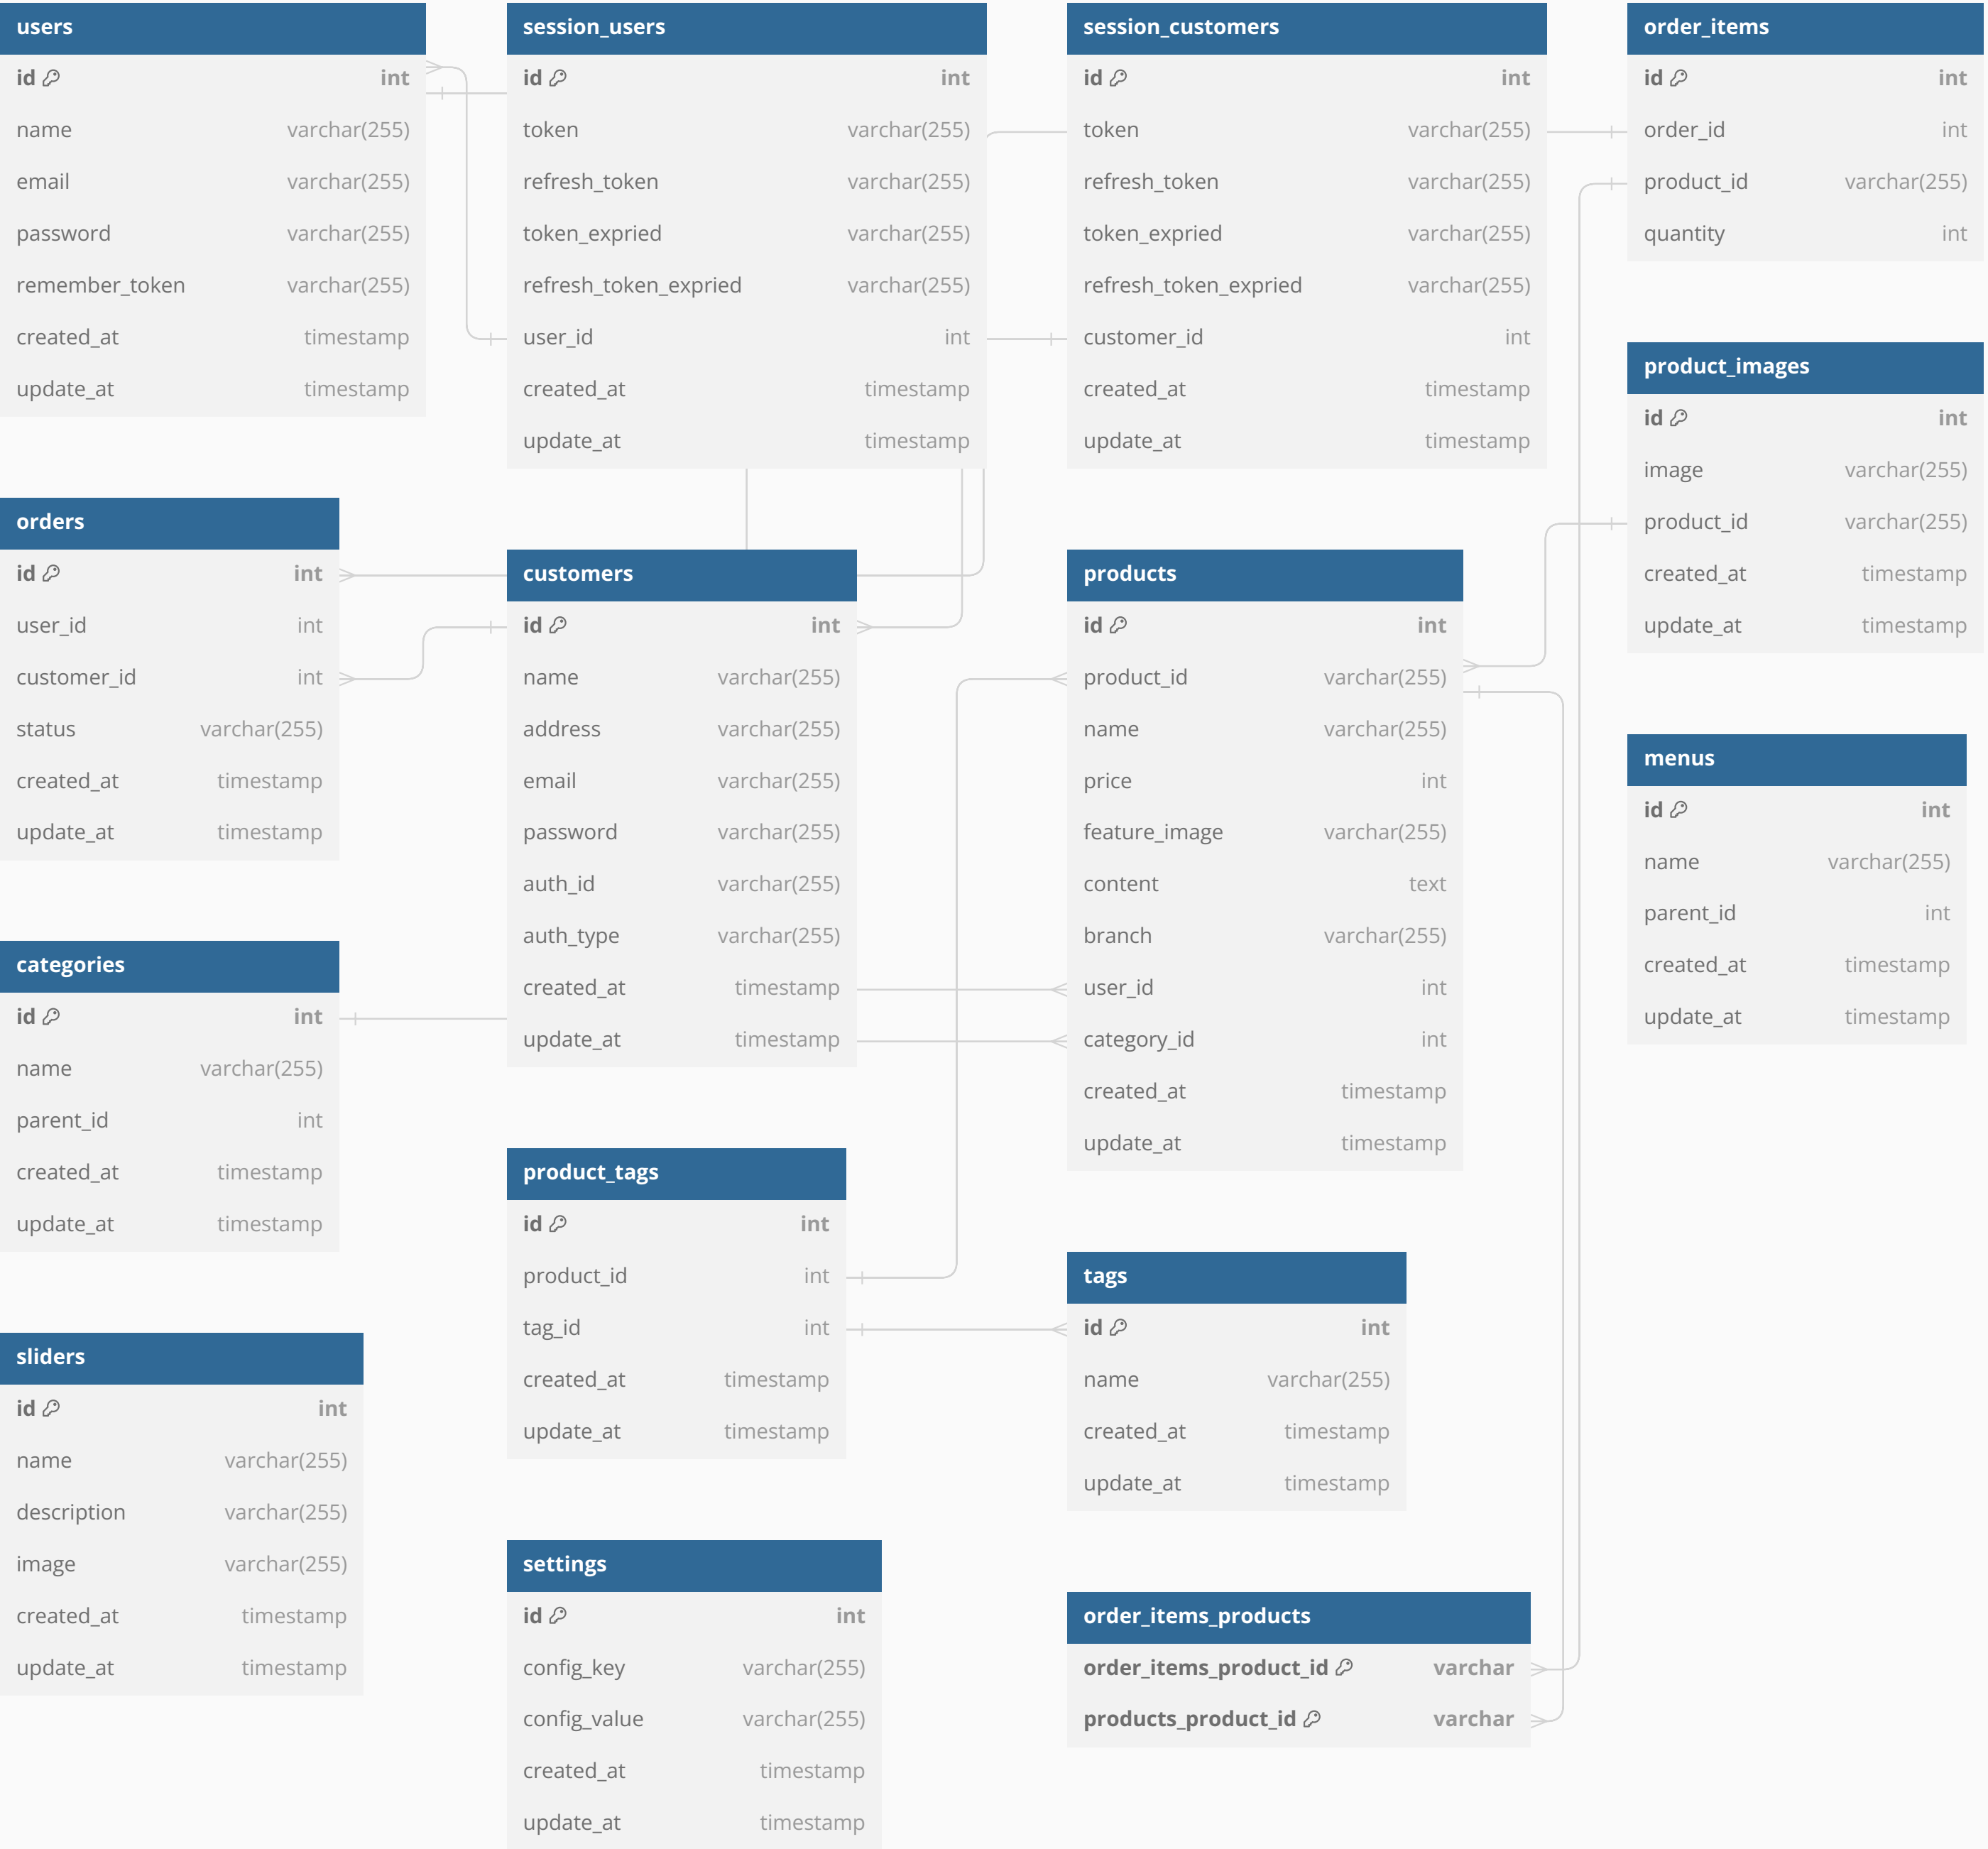 users
id int
name varchar(255)
email varchar(255)
password varchar(255)
remember_token varchar(255)
created_at timestamp
update_at timestamp
session_users
id int
token varchar(255)
refresh_token varchar(255)
token_expried varchar(255)
refresh_token_expried varchar(255)
user_id int
created_at timestamp
update_at timestamp
session_customers
id int
token varchar(255)
refresh_token varchar(255)
token_expried varchar(255)
refresh_token_expried varchar(255)
customer_id int
created_at timestamp
update_at timestamp
order_items
id int
order_id int
product_id varchar(255)
quantity int
product_images
id int
image varchar(255)
product_id varchar(255)
created_at timestamp
update_at timestamp
orders
id int
user_id int
customer_id int
status varchar(255)
created_at timestamp
update_at timestamp
customers
id int
name varchar(255)
address varchar(255)
email varchar(255)
password varchar(255)
auth_id varchar(255)
auth_type varchar(255)
created_at timestamp
update_at timestamp
products
id int
product_id varchar(255)
name varchar(255)
price int
feature_image varchar(255)
content text
branch varchar(255)
user_id int
category_id int
created_at timestamp
update_at timestamp
menus
id int
name varchar(255)
parent_id int
created_at timestamp
update_at timestamp
categories
id int
name varchar(255)
parent_id int
created_at timestamp
update_at timestamp
product_tags
id int
product_id int
tag_id int
created_at timestamp
update_at timestamp
tags
id int
name varchar(255)
created_at timestamp
update_at timestamp
sliders
id int
name varchar(255)
description varchar(255)
image varchar(255)
created_at timestamp
update_at timestamp
settings
id int
config_key varchar(255)
config_value varchar(255)
created_at timestamp
update_at timestamp
order_items_products
order_items_product_id varchar
products_product_id varchar